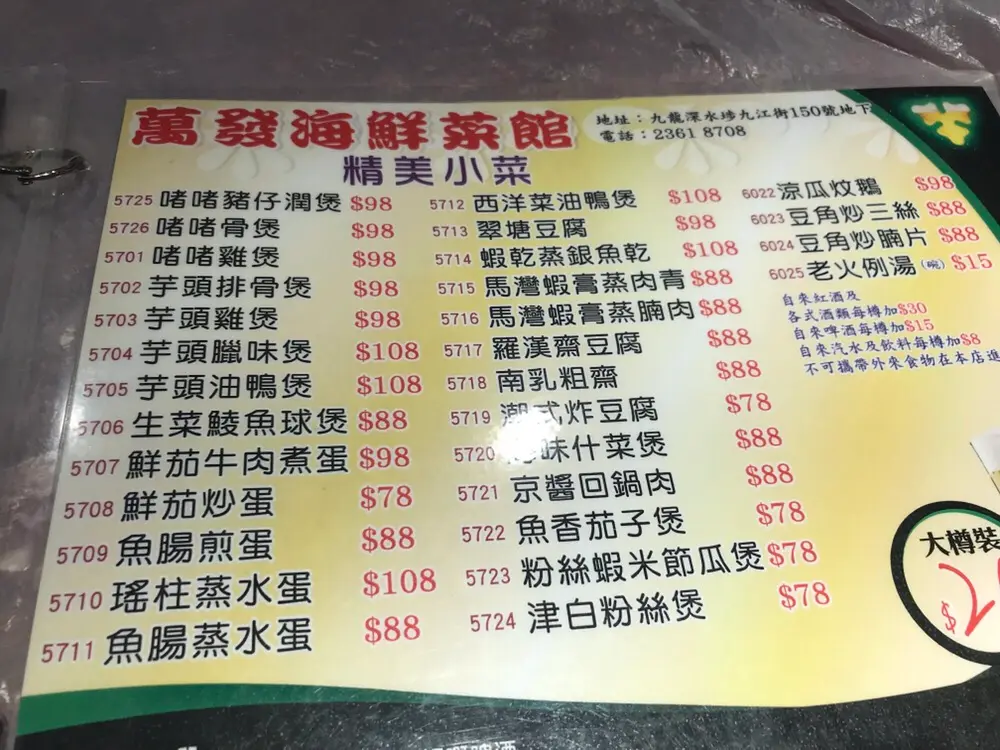 萬發海鮮菜館
地址：九龍深水埗九江街150號地下
電話：2361 8708
精美小菜
5725 啫啫豬仔潤煲 $98
5726 啫啫骨煲 $98
5701 啫啫雞煲 $98
5702 芋頭排骨煲 $98
5703 芋頭雞煲 $98
5704 芋頭臘味煲 $108
5705 芋頭油鴨煲 $108
5706 生菜鯪魚球煲 $88
5707 鮮茄牛肉煮蛋 $98
5708 鮮茄炒蛋 $78
5709 魚腸煎蛋 $88
5710 瑤柱蒸水蛋 $108
5711 魚腸蒸水蛋 $88
5712 西洋菜油鴨煲 $108
5713 翠塘豆腐 $98
5714 蝦乾蒸銀魚乾 $108
5715 馬灣蝦膏蒸肉青 $88
5716 馬灣蝦膏蒸腩肉 $88
5717 羅漢齋豆腐 $88
5718 南乳粗齋 $88
5719 潮式炸豆腐 $78
5720 味什菜煲 $88
5721 京醬回鍋肉 $88
5722 魚香茄子煲 $78
5723 粉絲蝦米節瓜煲 $78
5724 津白粉絲煲 $78
6022 涼瓜炆鵝 $98
6023 豆角炒三絲 $88
6024 豆角炒腩片 $88
6025 老火例湯 (碗) $15
自來紅酒及
各式酒類每樽加$30
自來啤酒每樽加$15
自來汽水及飲料每樽加$8
不可攜帶外來食物在本店進
大樽裝
$